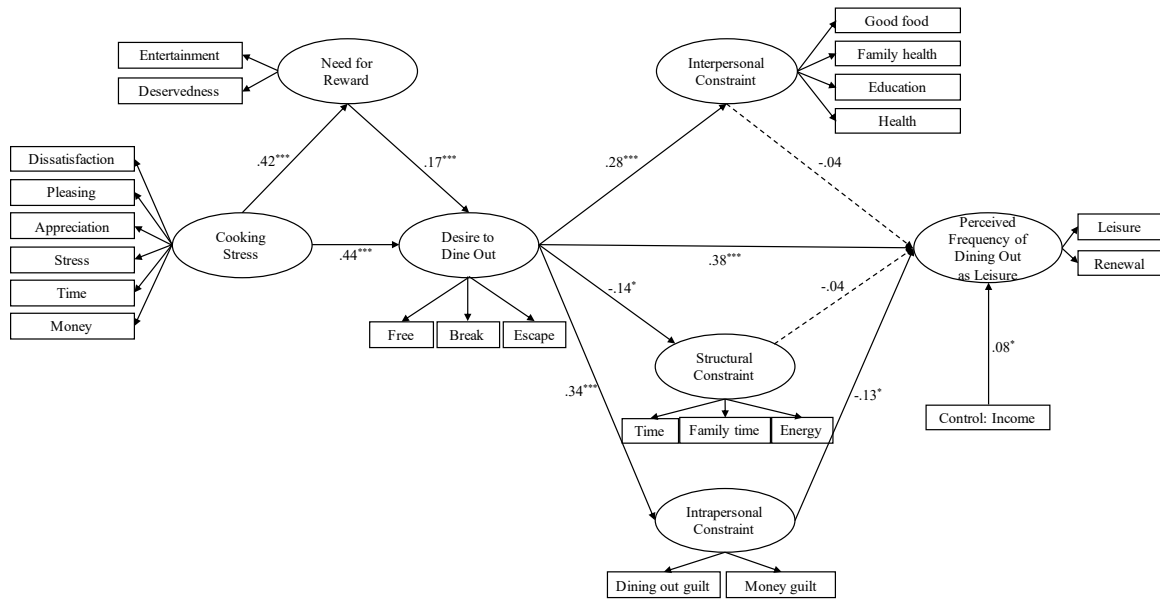 Good food
Entertainment
Need for
Reward
Interpersonal
Constraint
Family health
Deservedness
Education
Health
Dissatisfaction
.42***
.17***
.28***
-.04
Pleasing
Appreciation
Stress
Time
Money
Cooking
Stress
.44***
Desire to
Dine Out
.38***
Perceived
Frequency of
Dining Out
as Leisure
Leisure
Renewal
-.14*
-.04
Free
Break
Escape
.34***
Structural
Constraint
.08*
-.13*
Time
Family time
Energy
Control: Income
Intrapersonal
Constraint
Dining out guilt
Money guilt